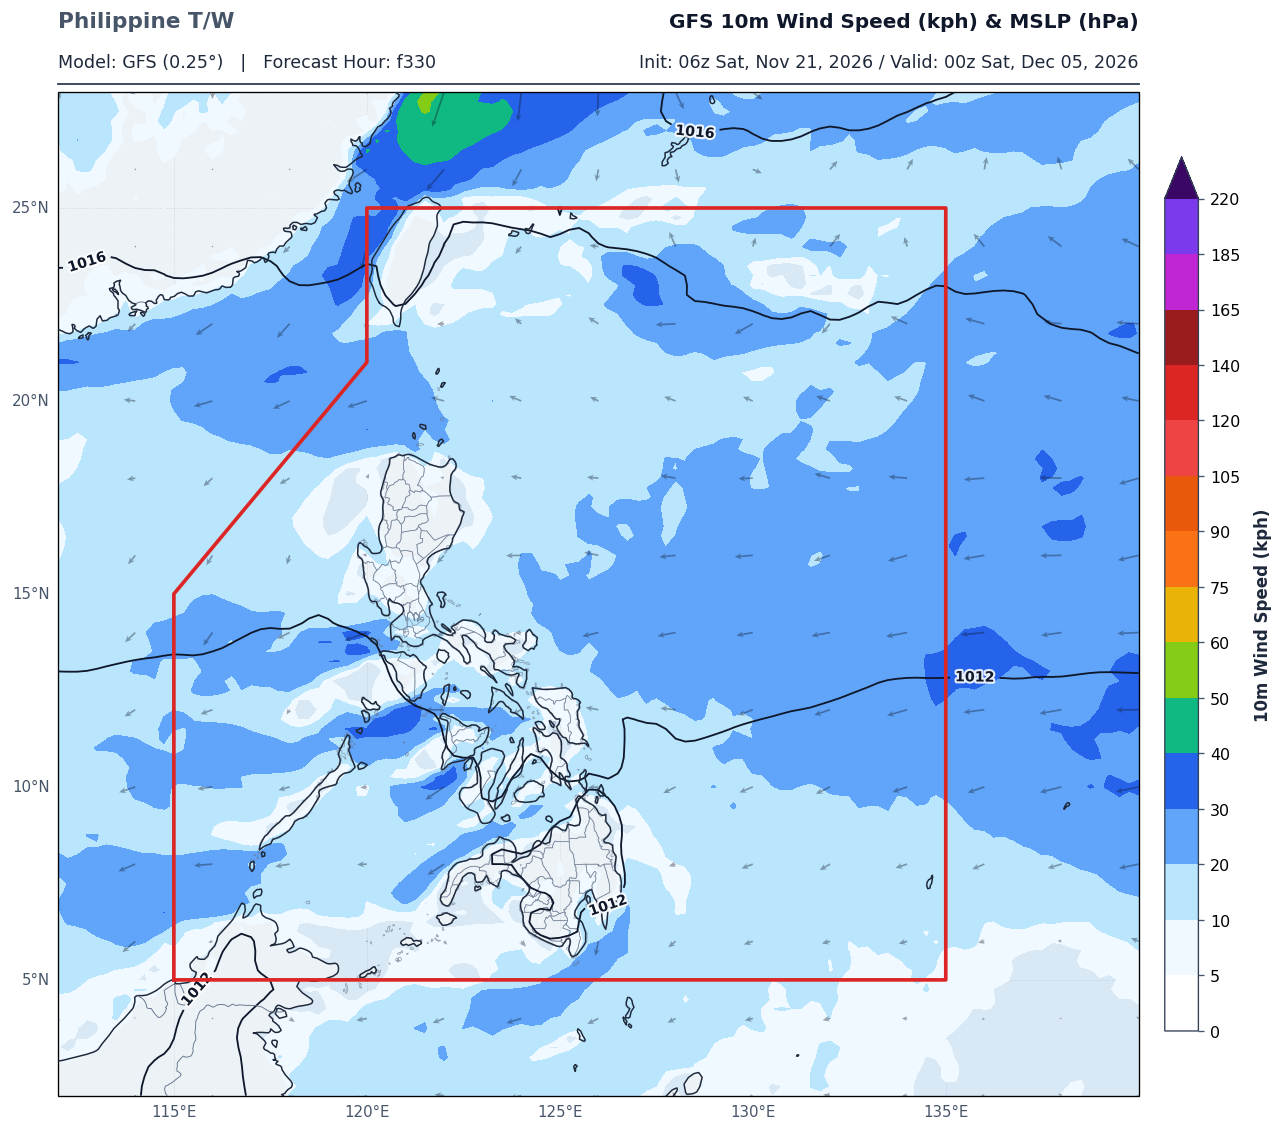 Philippine T/W
GFS 10m Wind Speed (kph) & MSLP (hPa)
Model: GFS (0.25°)   |   Forecast Hour: f330
Init: 06z Sat, Nov 21, 2026 / Valid: 00z Sat, Dec 05, 2026
1016
1016
1012
1012
1012
25°N
20°N
15°N
10°N
5°N
115°E
120°E
125°E
130°E
135°E
220
185
165
140
120
105
90
75
60
50
40
30
20
10
5
0
10m Wind Speed (kph)